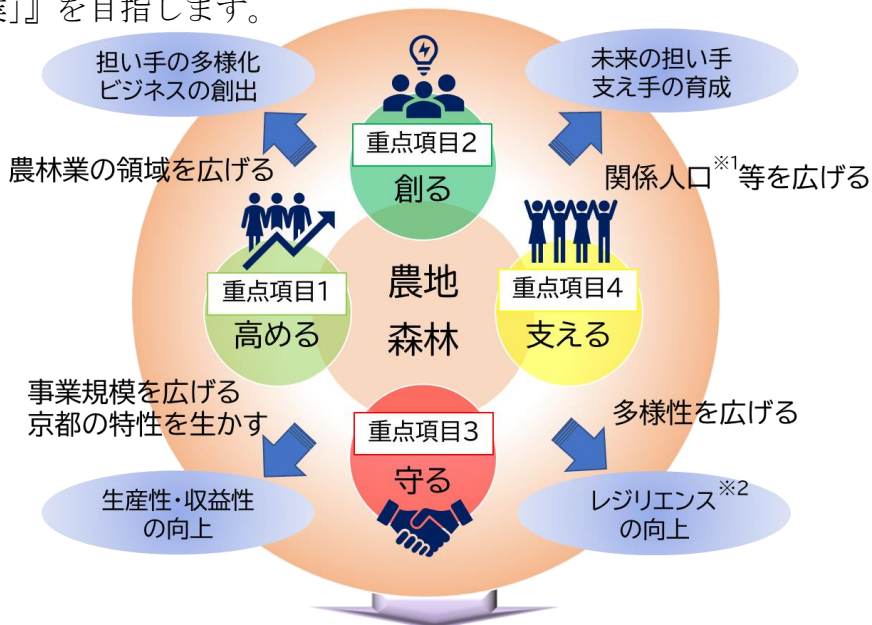 』を目指します。
担い手の多様化
ビジネスの創出
未来の担い手
支え手の育成
重点項目2
創る
農林業の領域を広げる
関係人口※1等を広げる
重点項目1
高める
農地
森林
重点項目4
支える
事業規模を広げる
京都の特性を生かす
多様性を広げる
重点項目3
守る
生産性・収益性
の向上
レジリエンス※2
の向上